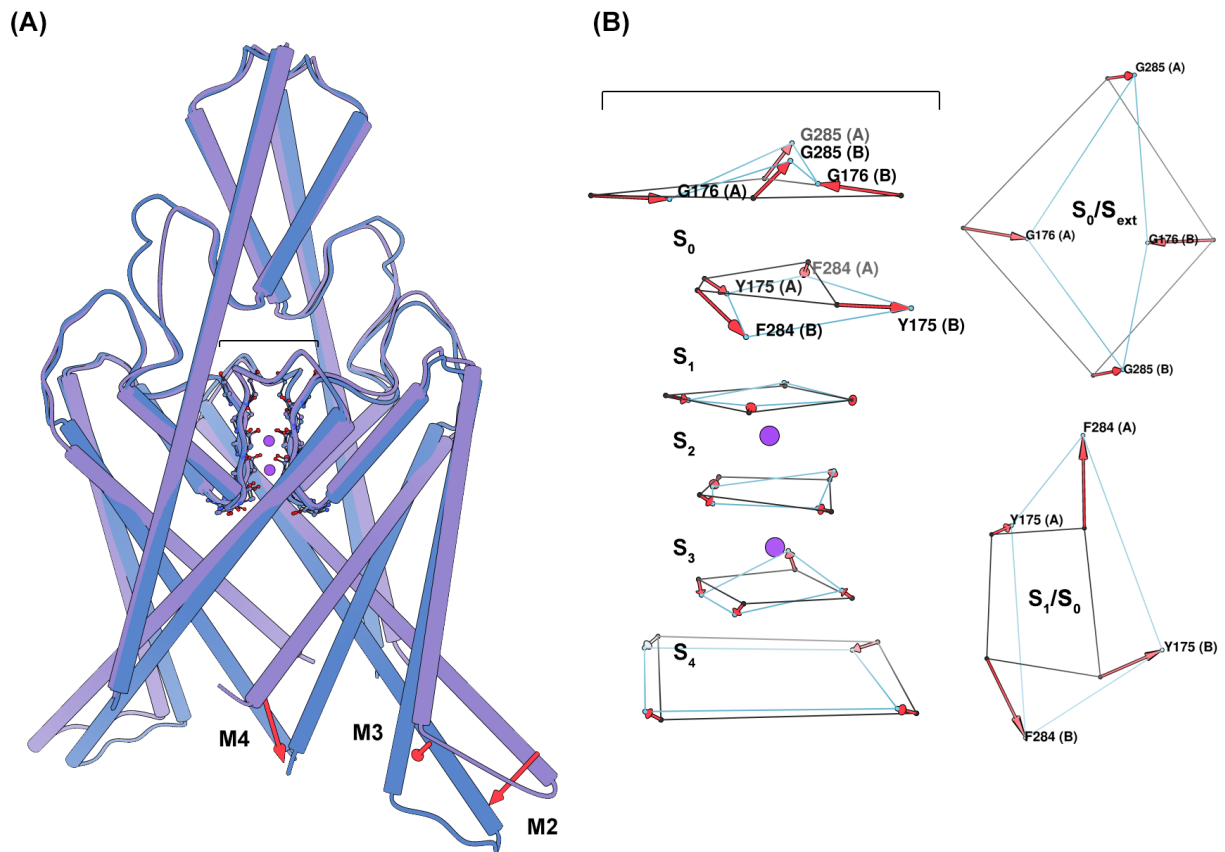 (A)
M4
M3
M2
(B)
G285 (A)
G285 (B)
G176 (A)
G176 (B)
S0
F284 (A)
Y175 (A)
F284 (B)
Y175 (B)
S1
S2
S3
S4
G285 (A)
S0/Sext
G176 (A)
G176 (B)
G285 (B)
F284 (A)
Y175 (A)
S1/S0
Y175 (B)
F284 (B)